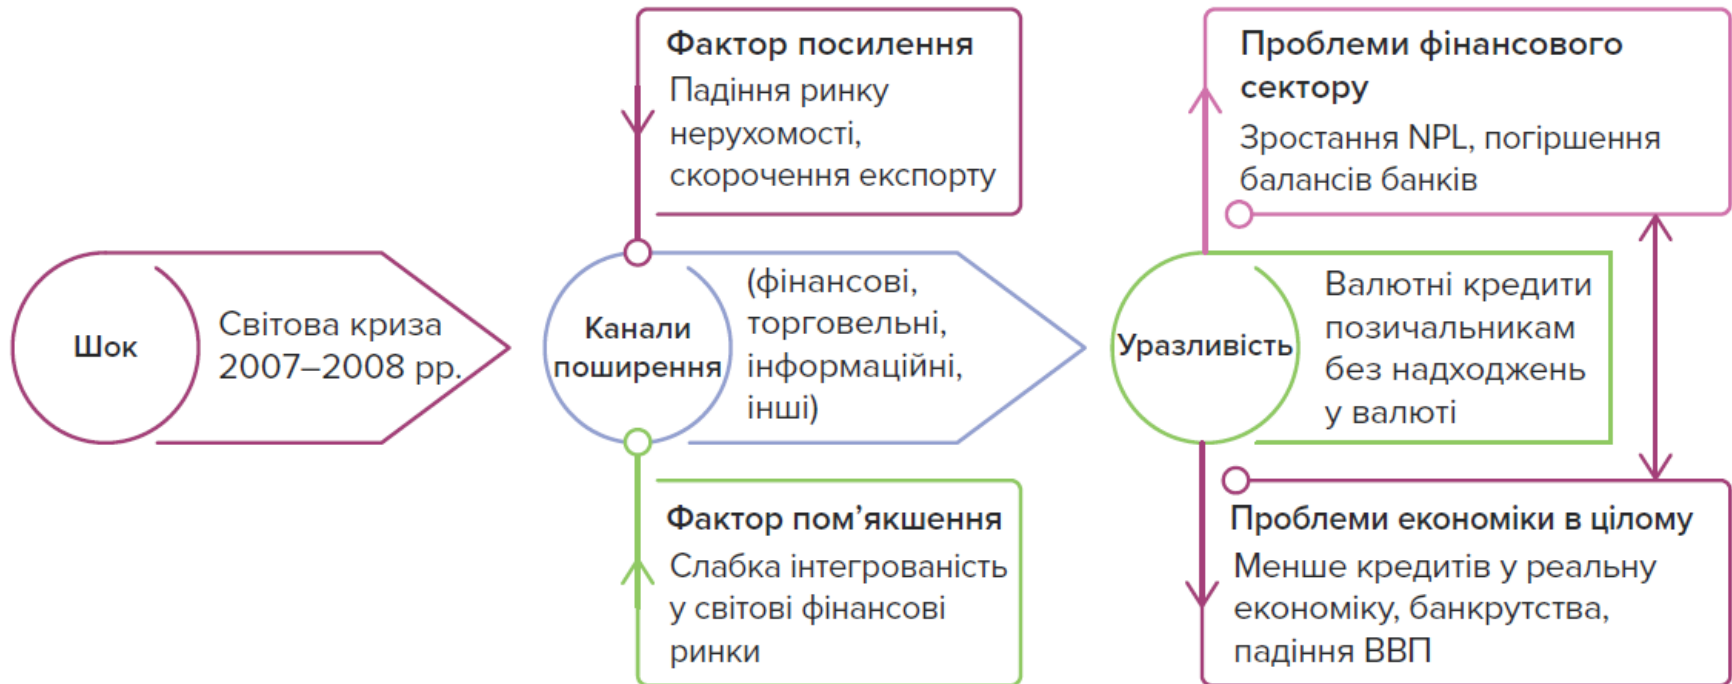 Шок
Світова криза
2007–2008 рр.
Фактор посилення
Падіння ринку
нерухомості,
скорочення експорту
Канали
поширення
(фінансові,
торговельні,
інформаційні,
інші)
Фактор пом’якшення
Слабка інтегрованість
у світові фінансові
ринки
Проблеми фінансового
сектору
Зростання NPL, погіршення
балансів банків
Уразливість
Валютні кредити
позичальникам
без надходжень
у валюті
Проблеми економіки в цілому
Менше кредитів у реальну
економіку, банкрутства,
падіння ВВП